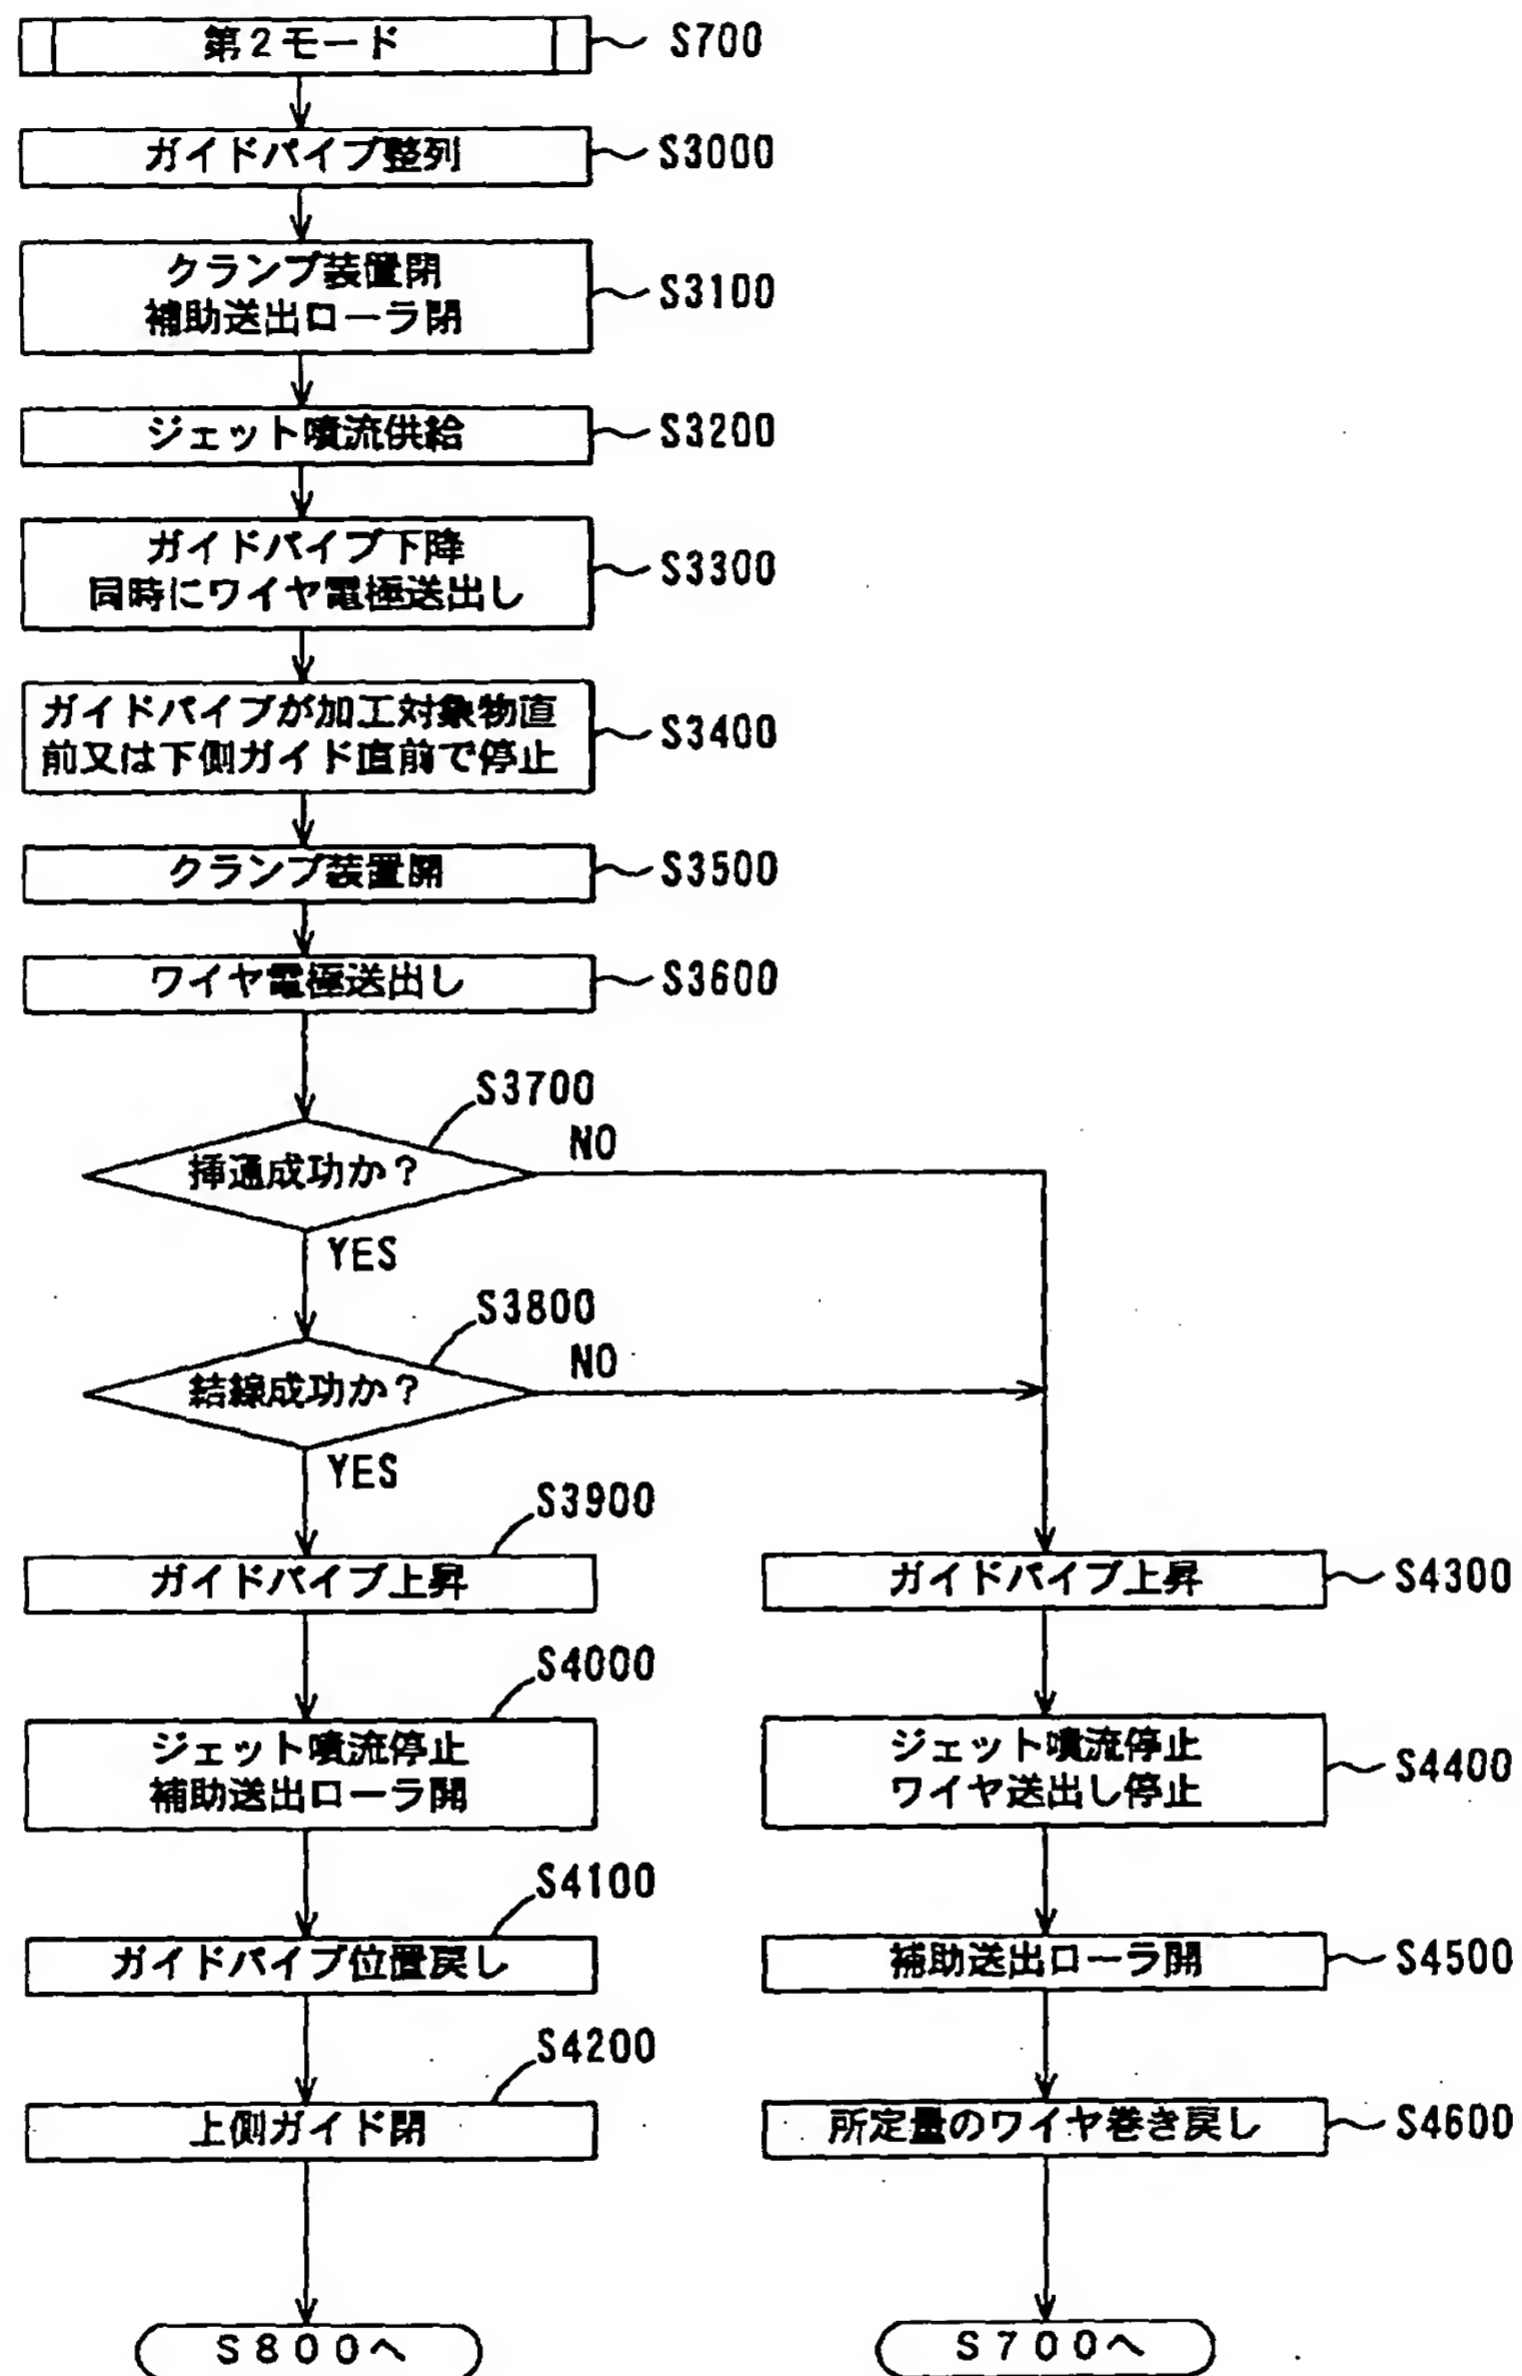 第2モード
S700
ガイドパイプ整列
S3000
クランプ装置閉
補助送出ローラ閉
S3100
ジェット噴流供給
S3200
ガイドパイプ下降
同時にワイヤ電極送出し
S3300
ガイドパイプが加工対象物直
前又は下側ガイド直前で停止
S3400
クランプ装置開
S3500
ワイヤ電極送出し
S3600
S3700
挿通成功か?
NO
YES
S3800
結線成功か?
NO
YES
S3900
ガイドパイプ上昇
S4000
ジェット噴流停止
補助送出ローラ開
S4100
ガイドパイプ位置戻し
S4200
上側ガイド閉
S800へ
ガイドパイプ上昇
S4300
ジェット噴流停止
ワイヤ送出し停止
S4400
補助送出ローラ開
S4500
所定量のワイヤ巻き戻し
S4600
S700へ